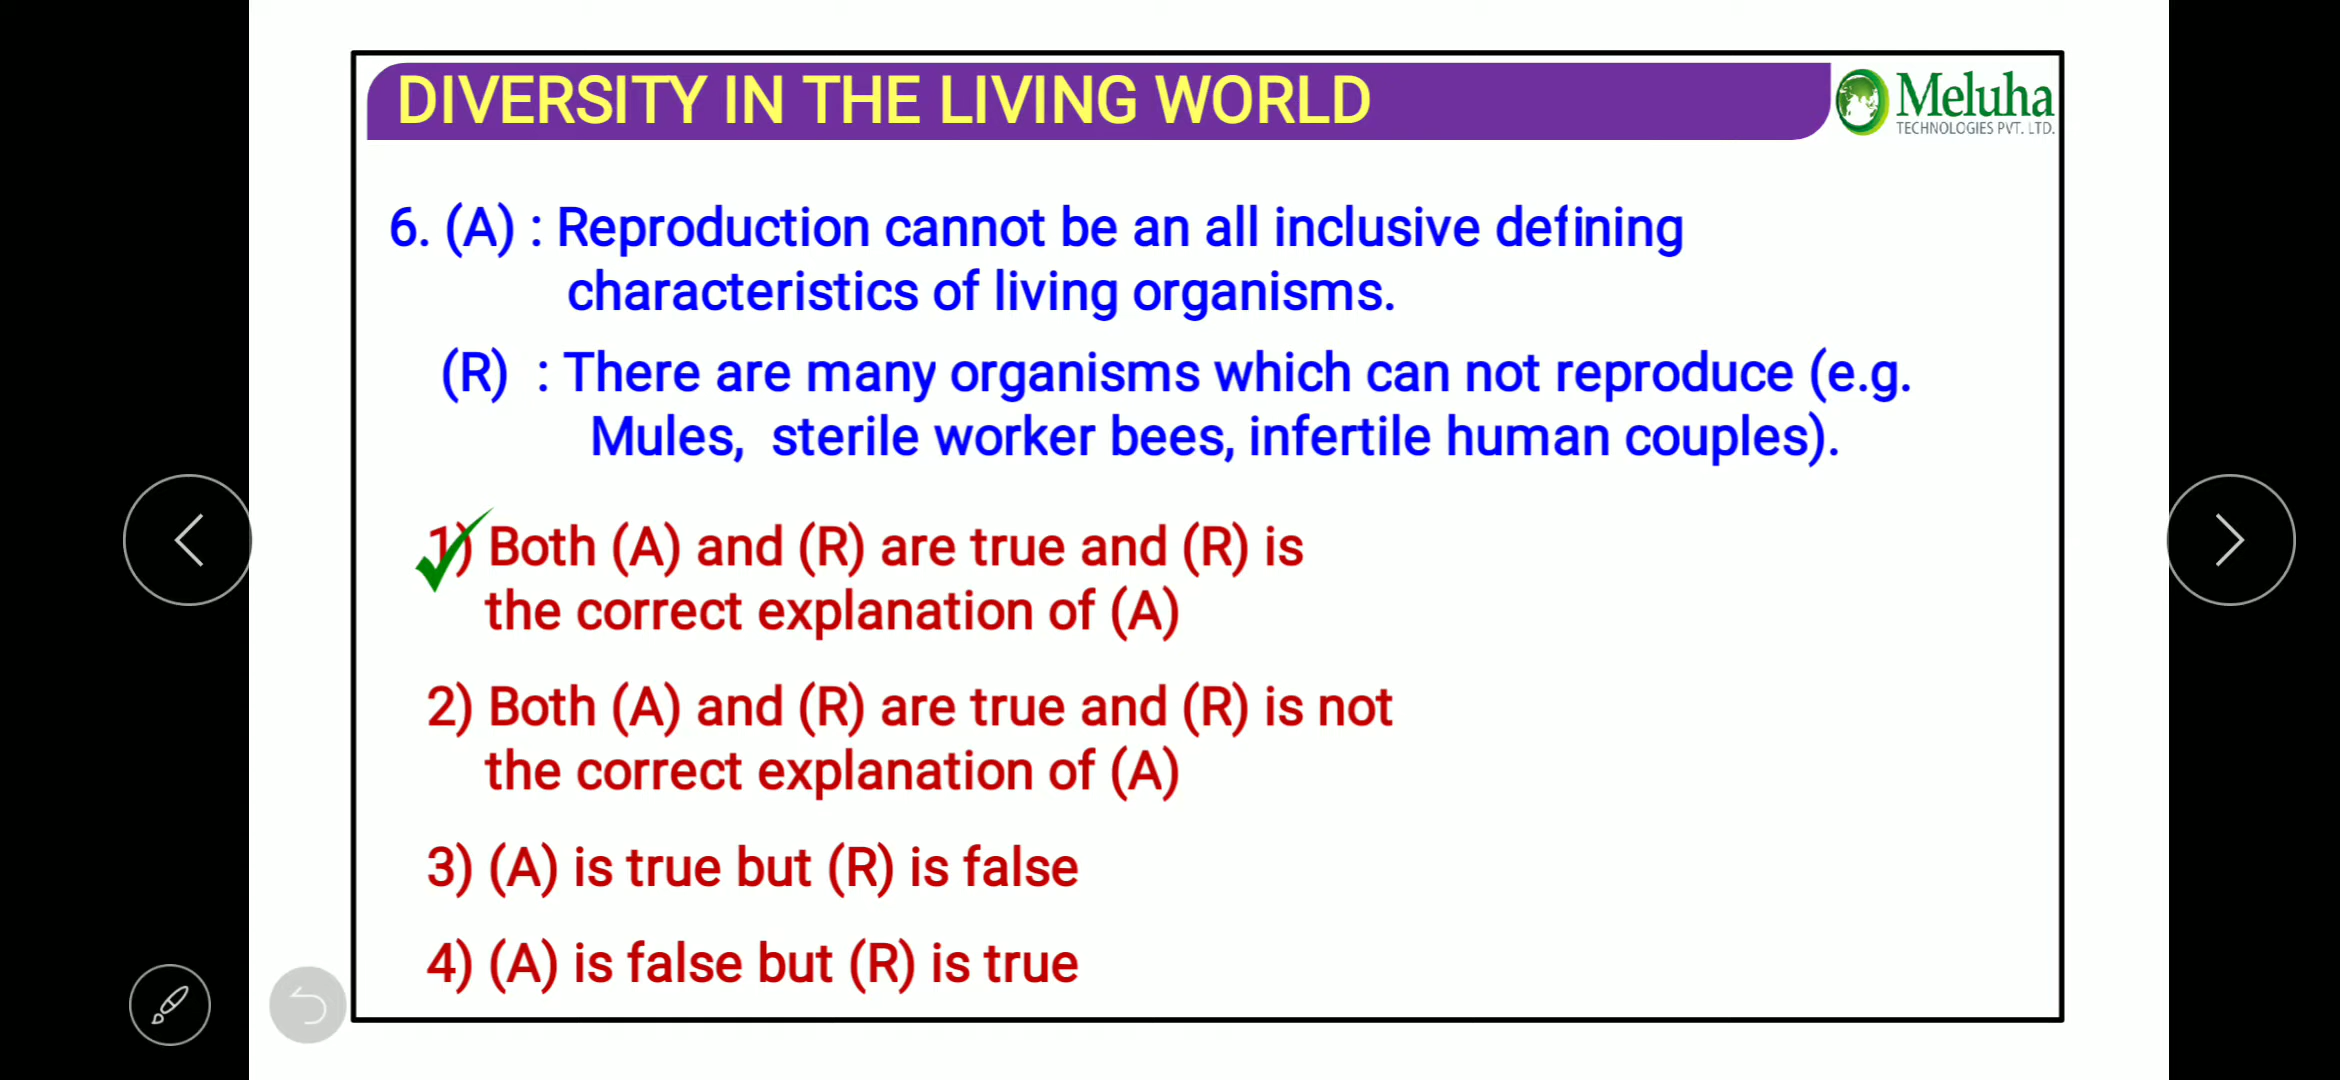 DIVERSITY IN THE LIVING WORLD
Meluha
TECHNOLOGIES PVT. LTD.
6. (A) : Reproduction cannot be an all inclusive defining
characteristics of living organisms.
(R) : There are many organisms which can not reproduce (e.g.
Mules, sterile worker bees, infertile human couples).
1) Both (A) and (R) are true and (R) is
the correct explanation of (A)
2) Both (A) and (R) are true and (R) is not
the correct explanation of (A)
3) (A) is true but (R) is false
4) (A) is false but (R) is true